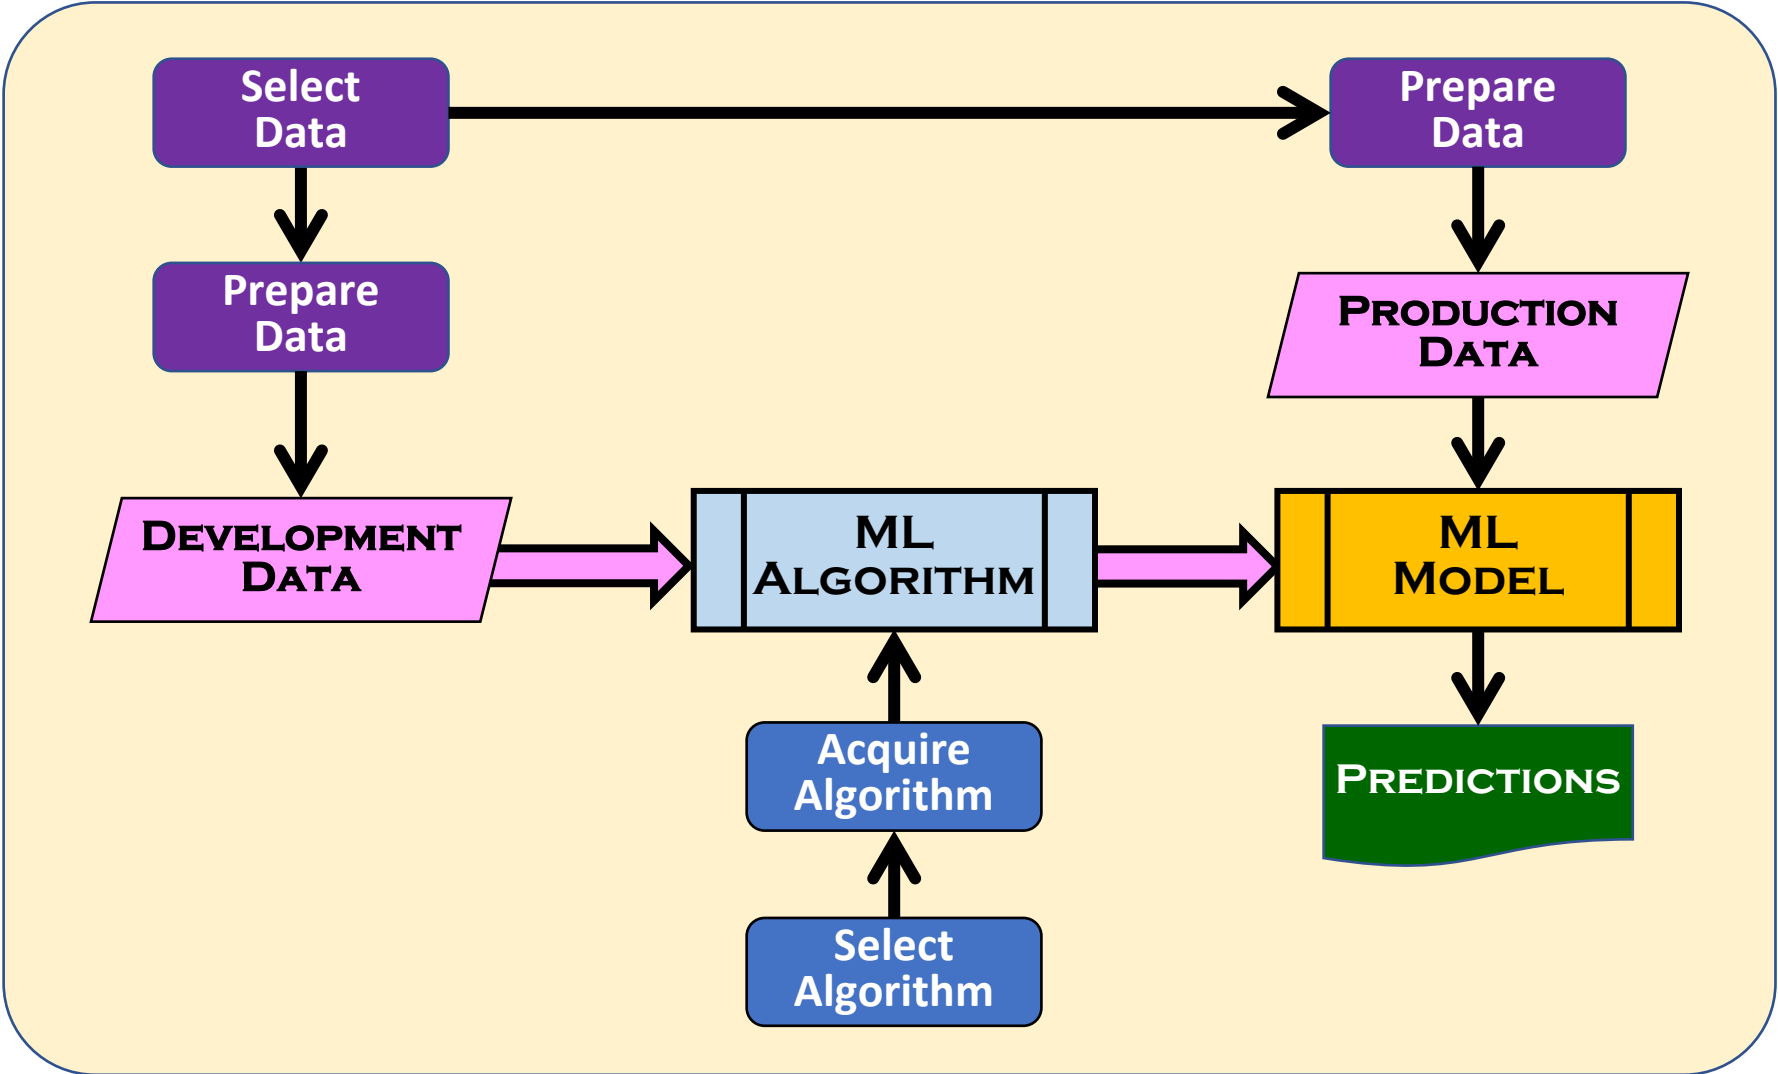 Select
Data
Prepare
Data
Prepare
Data
PRODUCTION
DATA
DEVELOPMENT
DATA
ML
ALGORITHM
ML
MODEL
Acquire
Algorithm
PREDICTIONS
Select
Algorithm